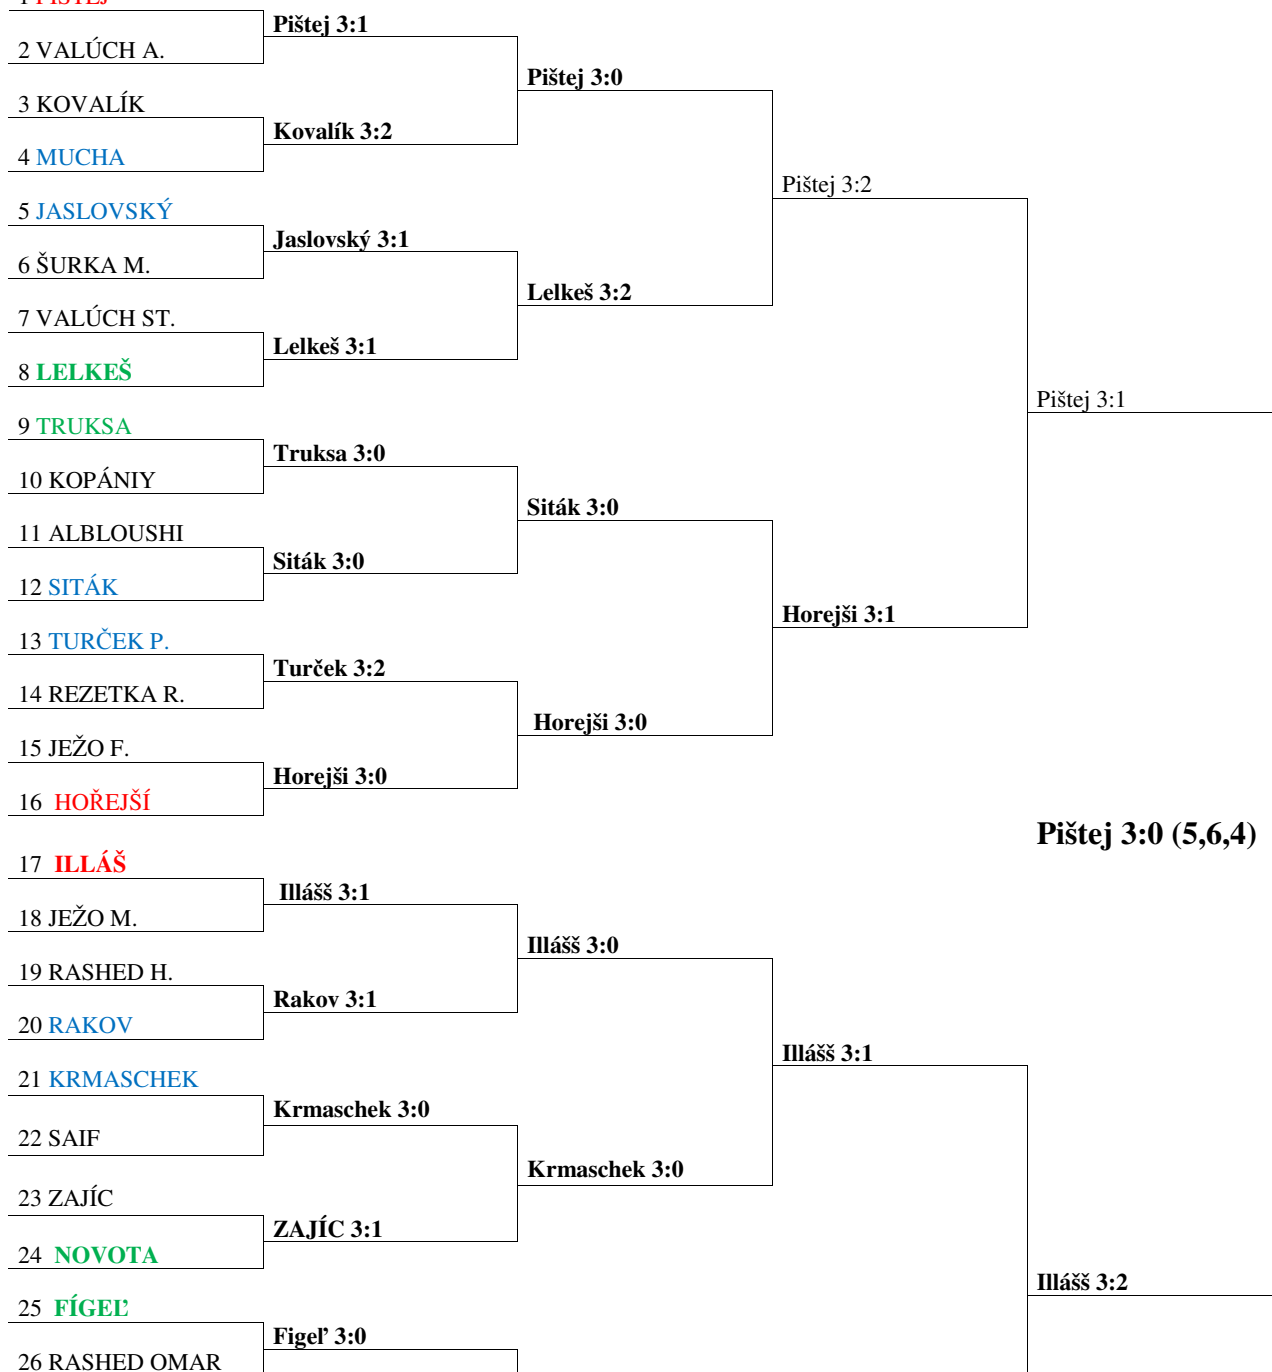 1 PIŠTEJ
Pištej 3:1
2 VALÚCH A.
Pištej 3:0
3 KOVALÍK
Kovalík 3:2
4 MUCHA
Pištej 3:2
5 JASLOVSKÝ
Jaslovský 3:1
6 ŠURKA M.
Lelkeš 3:2
7 VALÚCH ST.
Lelkeš 3:1
8 LELKEŠ
Pištej 3:1
9 TRUKSA
Truksa 3:0
10 KOPÁNIY
Siták 3:0
11 ALBLOUSHI
Siták 3:0
12 SITÁK
Horejši 3:1
13 TURČEK P.
Turček 3:2
14 REZETKA R.
Horejši 3:0
15 JEŽO F.
Horejši 3:0
16 HOŘEJŠÍ
Pištej 3:0 (5,6,4)
17 ILLÁŠ
Illášš 3:1
18 JEŽO M.
Illášš 3:0
19 RASHED H.
Rakov 3:1
20 RAKOV
Illášš 3:1
21 KRMASCHEK
Krmaschek 3:0
22 SAIF
Krmaschek 3:0
23 ZAJÍC
ZAJÍC 3:1
24 NOVOTA
Illášš 3:2
25 FÍGEĽ
Figeľ 3:0
26 RASHED OMAR